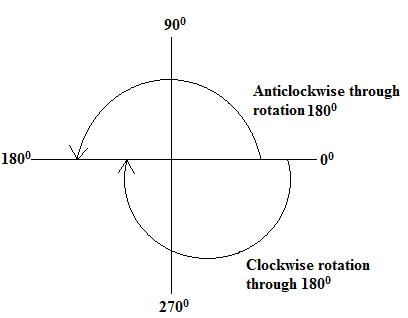 90⁰
Anticlockwise through
rotation 180⁰
180⁰
0⁰
Clockwise rotation
through 180⁰
270⁰